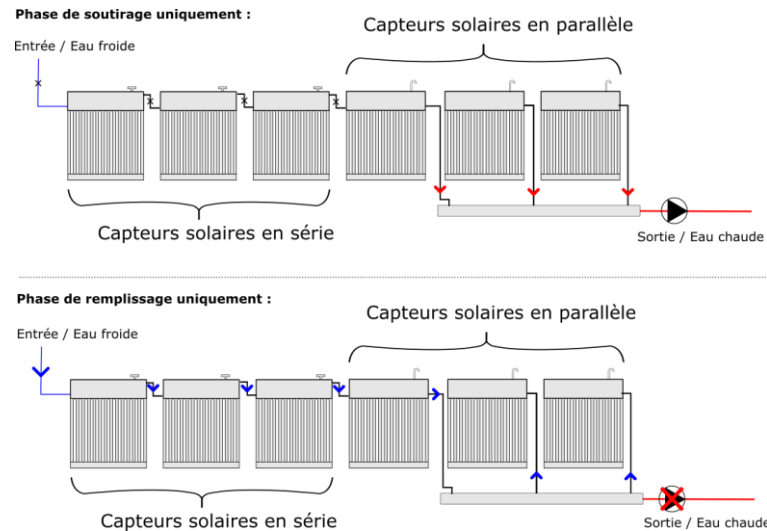 Phase de soutirage uniquement :
Capteurs solaires en parallèle
Entrée / Eau froide
Capteurs solaires en série
Sortie / Eau chaude
Phase de remplissage uniquement :
Capteurs solaires en parallèle
Entrée / Eau froide
Capteurs solaires en série
Sortie / Eau chaude